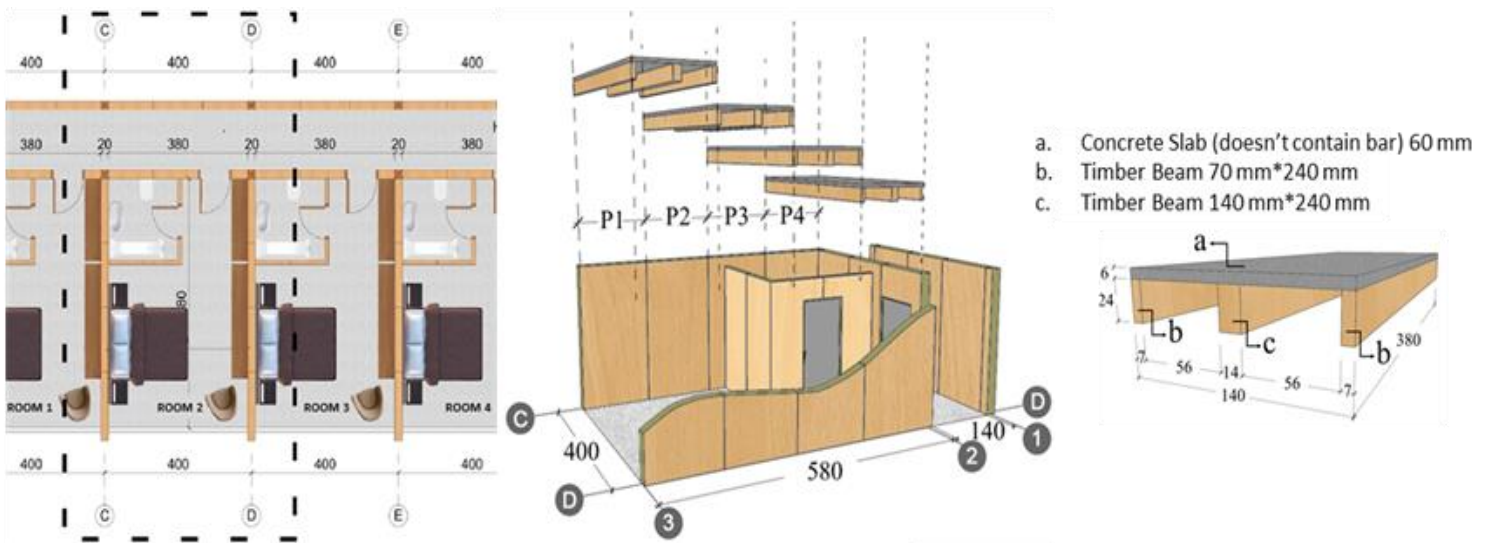 C D E
400 400 400 400
380 20 380 20 380 20 380
80
ROOM 1 ROOM 2 ROOM 3 ROOM 4
400 400 400 400
C D E
P1 P2 P3 P4
C
D
400
D
3
580
2
140
1
a. Concrete Slab (doesn't contain bar) 60 mm
b. Timber Beam 70 mm*240 mm
c. Timber Beam 140 mm*240 mm
a
6
24
b
c
b
380
7 56 14 56 7
140